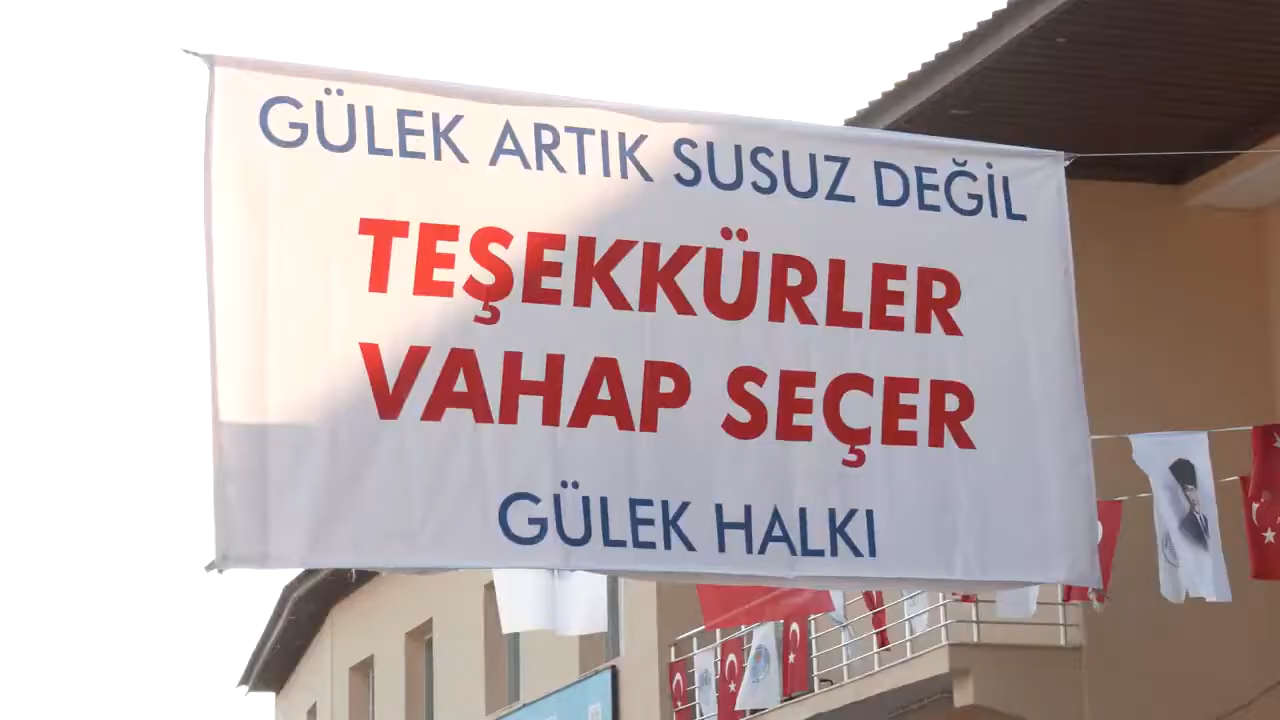 GÜLEK ARTIK SUSUZ DEĞİL
TEŞEKKÜRLER
VAHAP SEÇER
GÜLEK HALKI